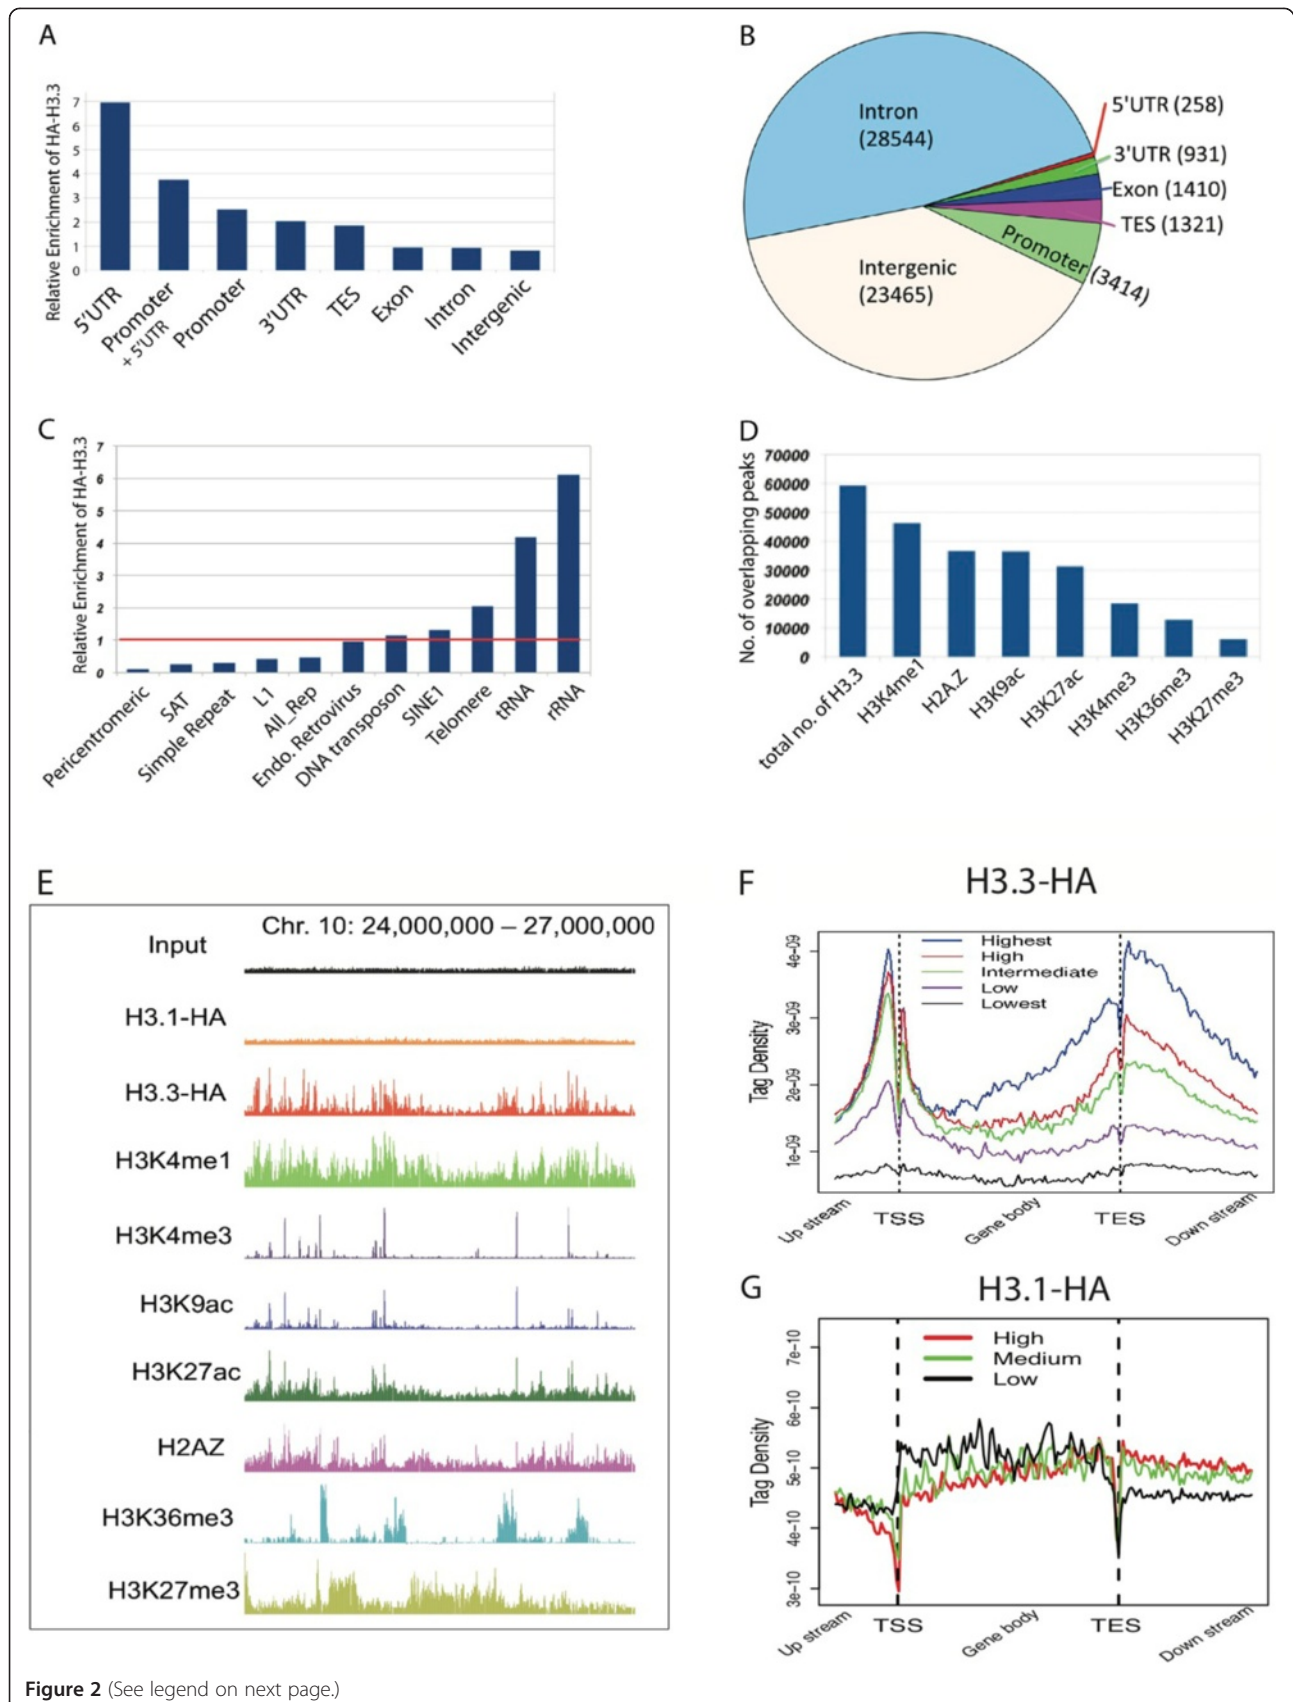 A
Relative Enrichment of HA-H3.3
7
6
5
4
3
2
1
0
5'UTR
Promoter
+ 5'UTR
Promoter
3'UTR
TES
Exon
Intron
Intergenic
B
Intron
(28544)
5'UTR (258)
3'UTR (931)
Exon (1410)
TES (1321)
Promoter (3414)
Intergenic
(23465)
C
Relative Enrichment of HA-H3.3
7
6
5
4
3
2
1
0
Pericentromeric
SAT
Simple Repeat
L1
All_Rep
Endo. Retrovirus
DNA transposon
SINE1
Telomere
tRNA
rRNA
D
No. of overlapping peaks
70000
60000
50000
40000
30000
20000
10000
0
total no. of H3.3
H3K4me1
H2A.Z
H3K9ac
H3K27ac
H3K4me3
H3K36me3
H3K27me3
E
Chr. 10: 24,000,000 – 27,000,000
Input
H3.1-HA
H3.3-HA
H3K4me1
H3K4me3
H3K9ac
H3K27ac
H2AZ
H3K36me3
H3K27me3
F
H3.3-HA
Highest
High
Intermediate
Low
Lowest
Tag Density
4e-09
3e-09
2e-09
1e-09
Up stream
TSS
Gene body
TES
Down stream
G
H3.1-HA
High
Medium
Low
Tag Density
7e-10
6e-10
5e-10
4e-10
3e-10
Up stream
TSS
Gene body
TES
Down stream
Figure 2 (See legend on next page.)